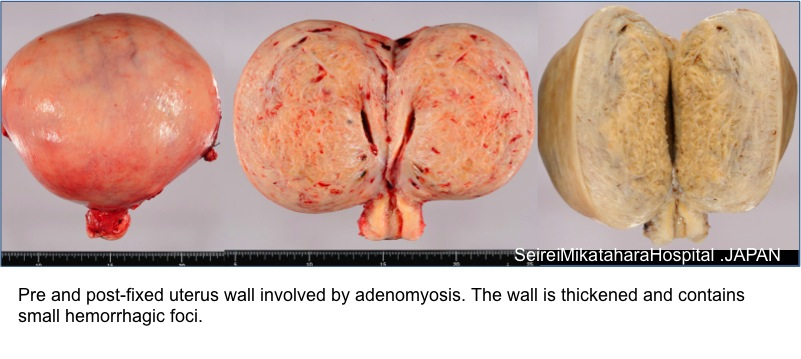 SeireiMikataharaHospital .JAPAN
Pre and post-fixed uterus wall involved by adenomyosis. The wall is thickened and contains
small hemorrhagic foci.